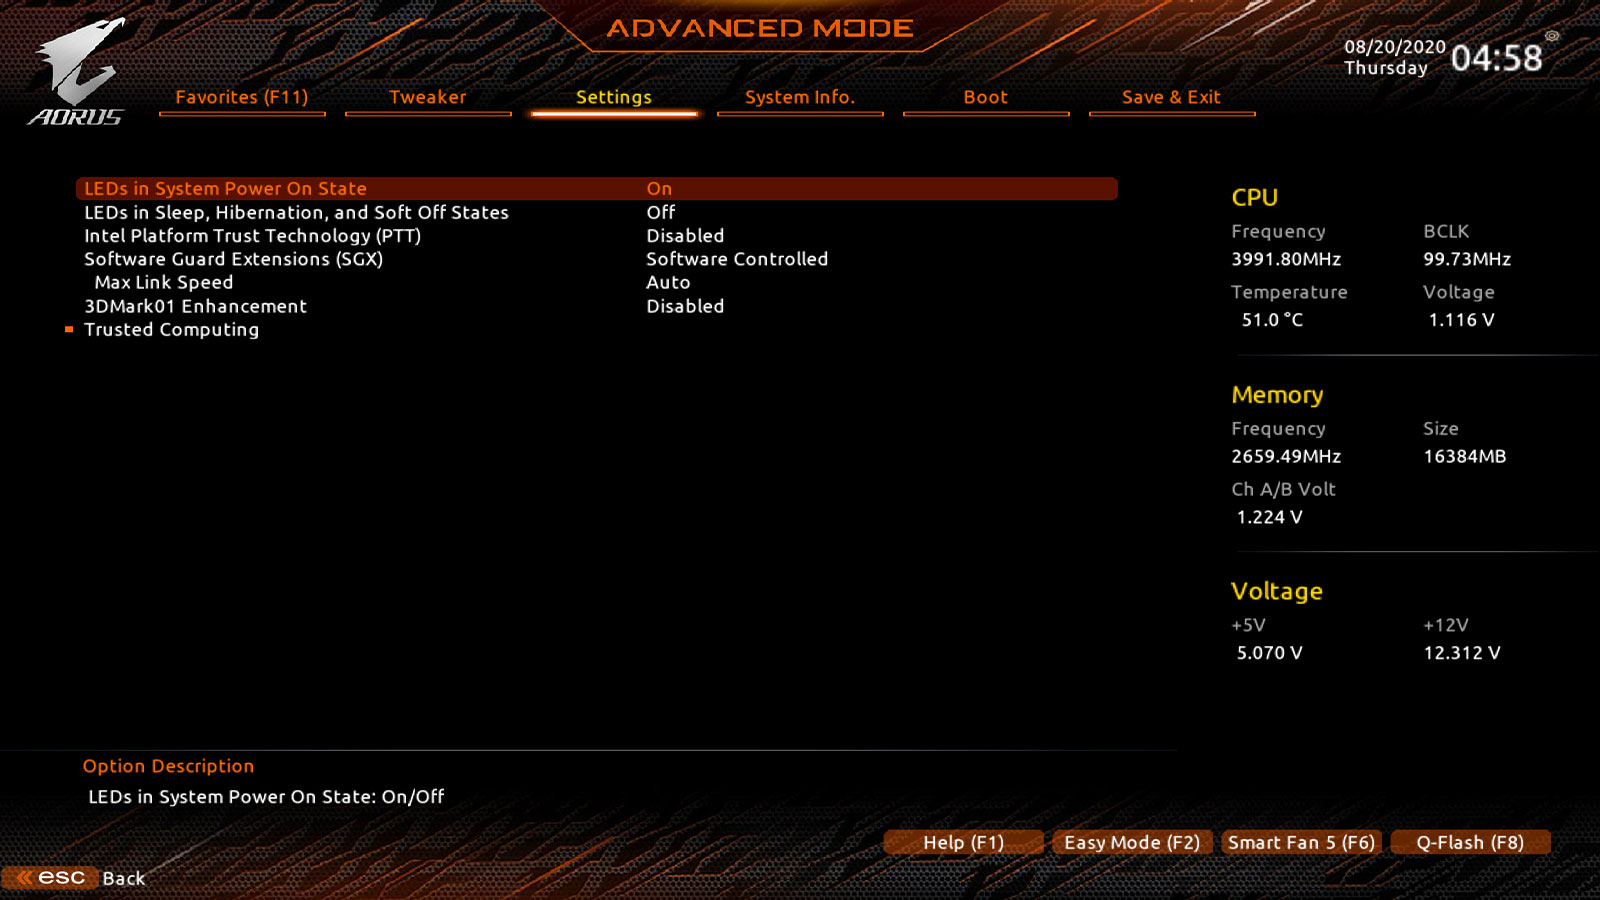 ADVANCED MODE
AORUS
08/20/2020
Thursday
04:58
Favorites (F11)
Tweaker
Settings
System Info.
Boot
Save & Exit
LEDs in System Power On State On
LEDs in Sleep, Hibernation, and Soft Off States Off
Intel Platform Trust Technology (PTT) Disabled
Software Guard Extensions (SGX) Software Controlled
Max Link Speed Auto
3DMark01 Enhancement Disabled
Trusted Computing
CPU
Frequency BCLK
3991.80MHz 99.73MHz
Temperature Voltage
51.0 °C 1.116 V
Memory
Frequency Size
2659.49MHz 16384MB
Ch A/B Volt
1.224 V
Voltage
+5V +12V
5.070 V 12.312 V
Option Description
LEDs in System Power On State: On/Off
Help (F1)
Easy Mode (F2)
Smart Fan 5 (F6)
Q-Flash (F8)
esc Back